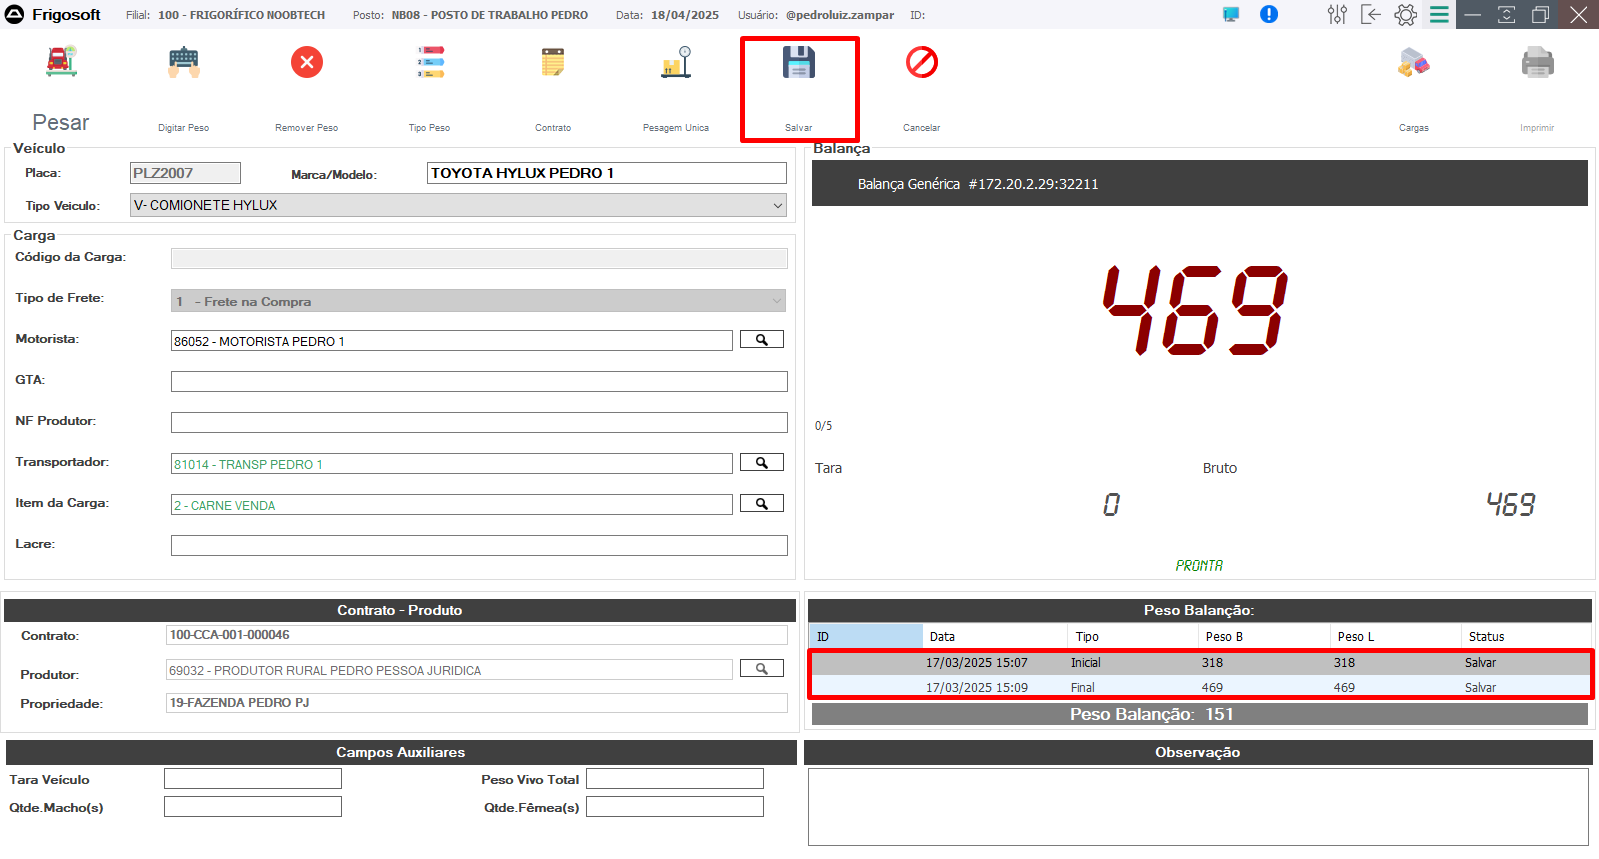 Frigosoft Filial: 100 - FRIGORÍFICO NOOBTECH Posto: NB08 - POSTO DE TRABALHO PEDRO Data: 18/04/2025 Usuário: @pedroluiz.zampar ID:
Pesar Digitar Peso Remover Peso Tipo Peso Contrato Pesagem Unica Salvar Cancelar Cargas Imprimir
Veículo
Placa: PLZ2007 Marca/Modelo: TOYOTA HYLUX PEDRO 1
Tipo Veiculo: V- COMIONETE HYLUX
Carga
Código da Carga:
Tipo de Frete: 1 - Frete na Compra
Motorista: 86052 - MOTORISTA PEDRO 1
GTA:
NF Produtor:
Transportador: 81014 - TRANSP PEDRO 1
Item da Carga: 2 - CARNE VENDA
Lacre:
Balança
Balança Genérica #172.20.2.29:32211
469
0/5
Tara Bruto
0 469
PRONTA
Contrato - Produto
Contrato: 100-CCA-001-000046
Produtor: 69032 - PRODUTOR RURAL PEDRO PESSOA JURIDICA
Propriedade: 19-FAZENDA PEDRO PJ
Peso Balanção:
ID Data Tipo Peso B Peso L Status
17/03/2025 15:07 Inicial 318 318 Salvar
17/03/2025 15:09 Final 469 469 Salvar
Peso Balanção: 151
Campos Auxiliares
Tara Veículo Peso Vivo Total
Qtde.Macho(s) Qtde.Fêmea(s)
Observação